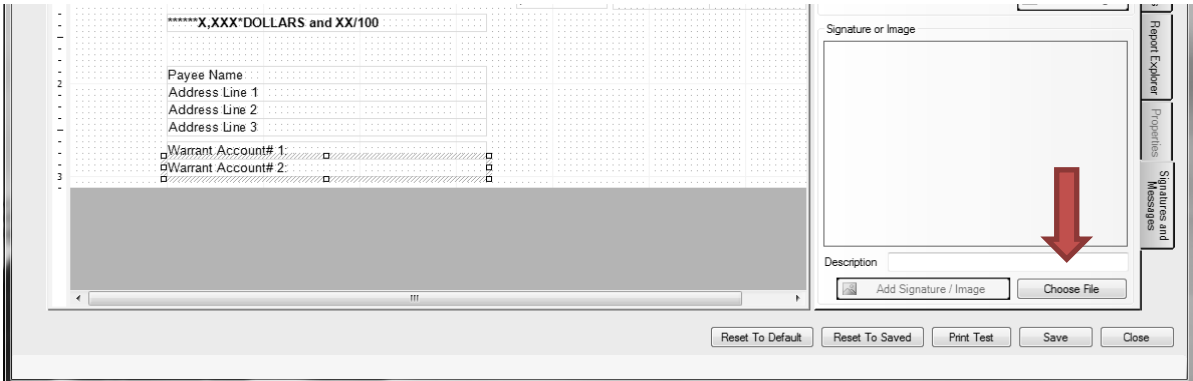 ******X,XXX*DOLLARS and XX/100
2
Payee Name
Address Line 1
Address Line 2
Address Line 3
Warrant Account# 1:
Warrant Account# 2:
3
Signature or Image
Description
Add Signature / Image
Choose File
Report Explorer
Properties
Signatures and
Messages
Reset To Default
Reset To Saved
Print Test
Save
Close